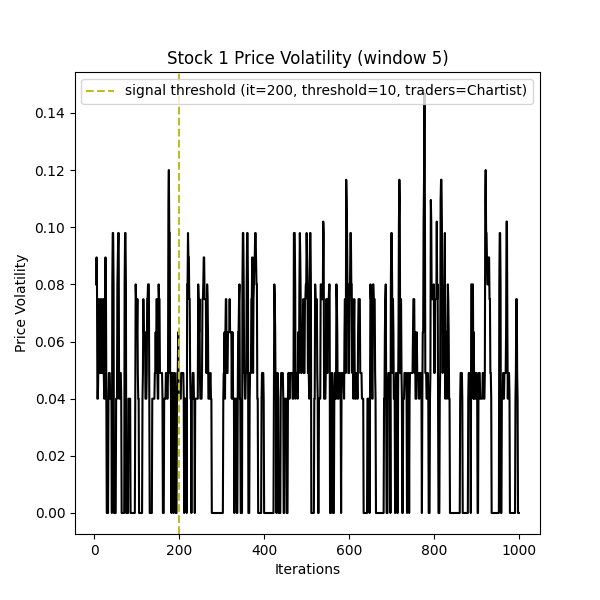 Stock 1 Price Volatility (window 5)
signal threshold (it=200, threshold=10, traders=Chartist)
0.14
0.12
0.10
0.08
0.06
0.04
0.02
0.00
Price Volatility
0 200 400 600 800 1000
Iterations